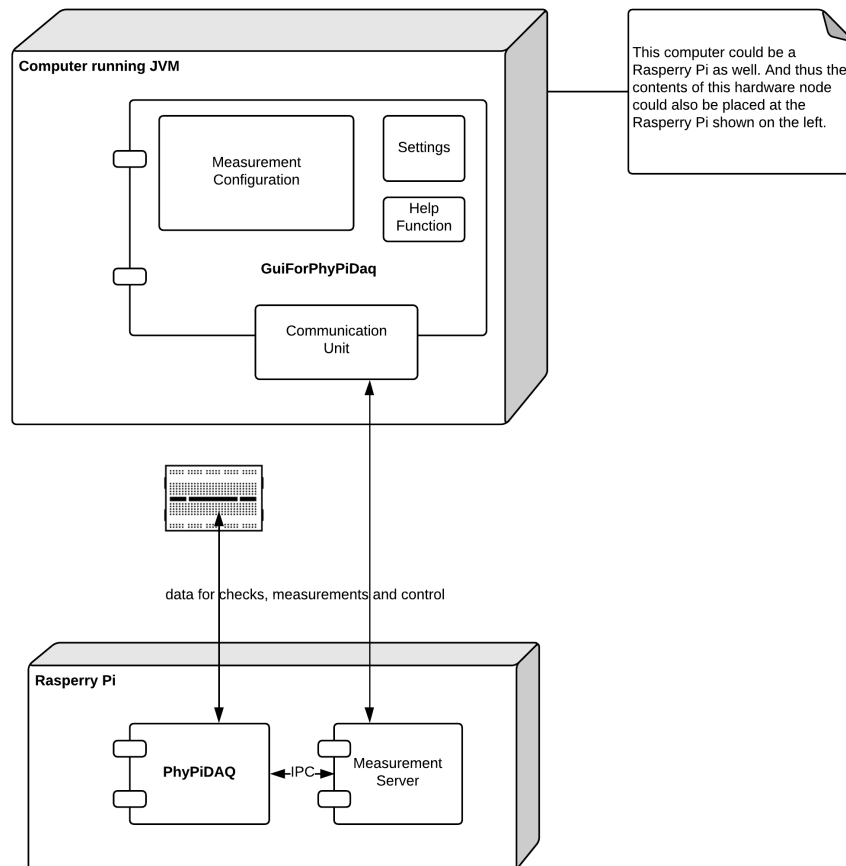 Computer running JVM
This computer could be a
Rasperry Pi as well. And thus the
contents of this hardware node
could also be placed at the
Rasperry Pi shown on the left.
Measurement
Configuration
Settings
Help
Function
GuiForPhyPiDaq
Communication
Unit
data for checks, measurements and control
Rasperry Pi
PhyPiDAQ
IPC
Measurement
Server